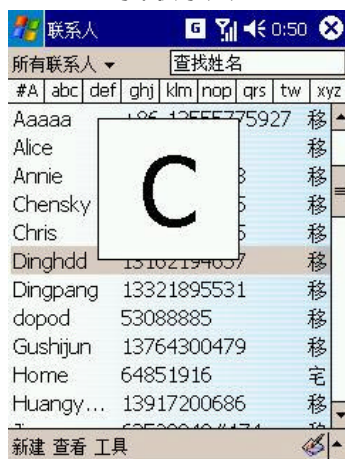 联系人 G 0:50
所有联系人 查找姓名
#A abc def ghj klm nop qrs tw xyz
Aaaaa 移
Alice 移
Annie 移
Chensky 移
Chris 移
C
Dinghdd 移
Dingpang 13321895531 移
dopod 53088885 移
Gushijun 13764300479 移
Home 64851916 宅
Huangy... 13917200686 移
新建 查看 工具